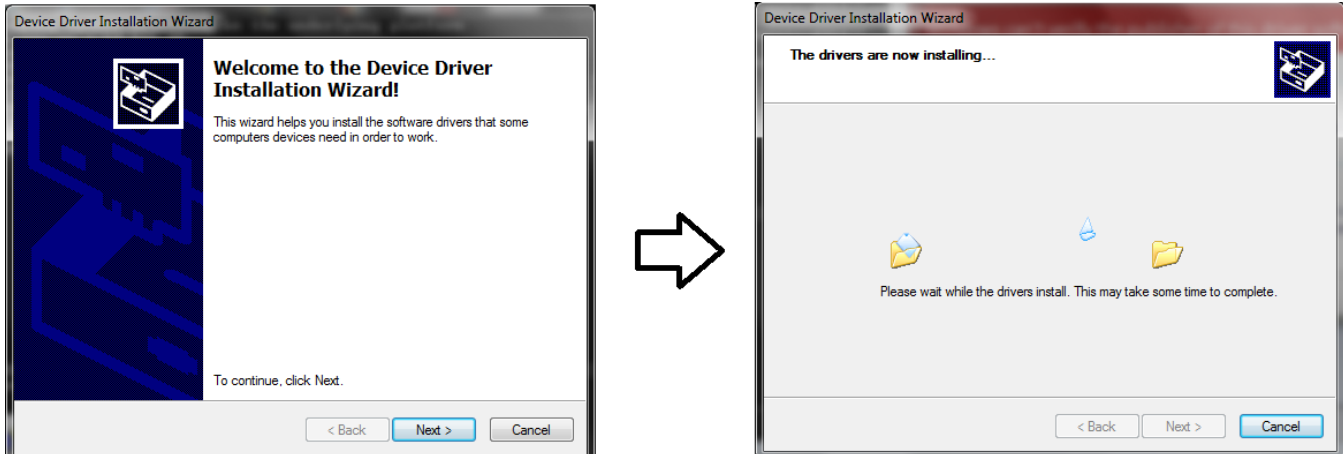 Device Driver Installation Wizard
Welcome to the Device Driver
Installation Wizard!
This wizard helps you install the software drivers that some
computers devices need in order to work.
To continue, click Next.
< Back
Next >
Cancel
Device Driver Installation Wizard
The drivers are now installing...
Please wait while the drivers install. This may take some time to complete.
< Back
Next >
Cancel